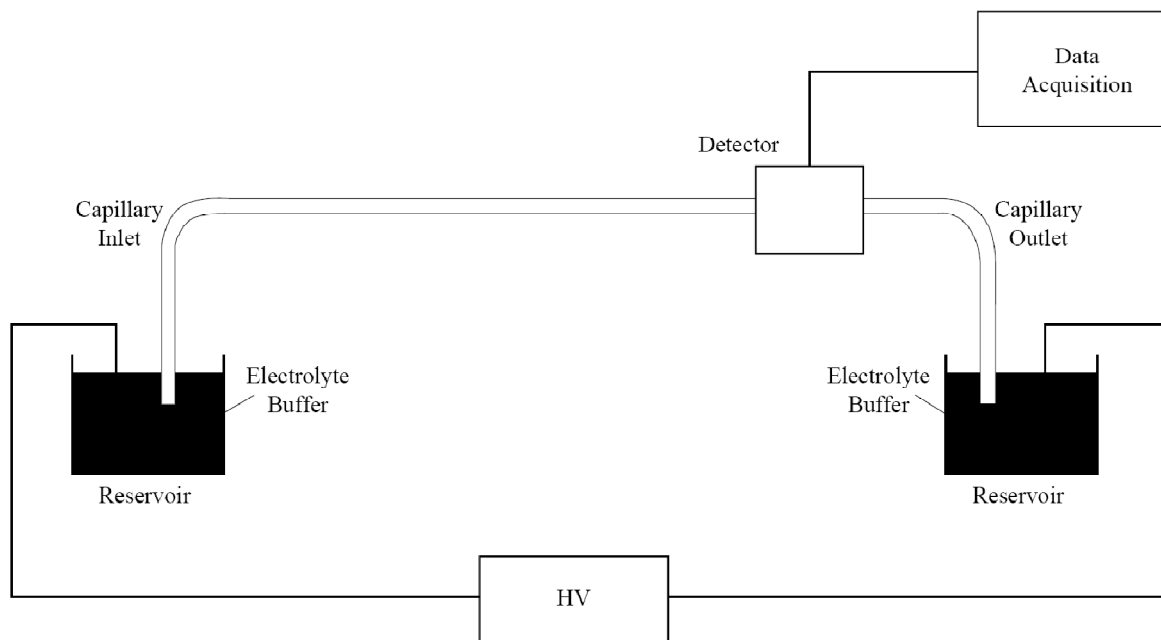 Data
Acquisition
Detector
Capillary
Inlet
Capillary
Outlet
Electrolyte
Buffer
Electrolyte
Buffer
Reservoir
Reservoir
HV